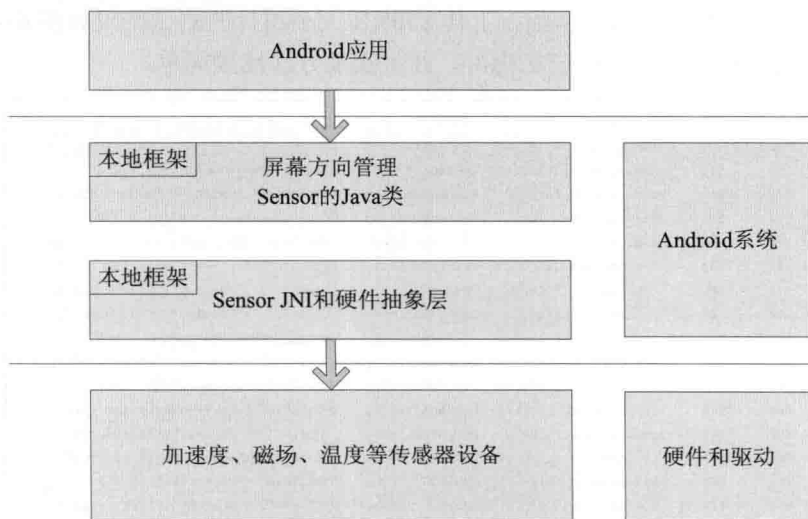 Android应用
本地框架
屏幕方向管理
Sensor的Java类
Android系统
本地框架
Sensor JNI和硬件抽象层
加速度、磁场、温度等传感器设备
硬件和驱动